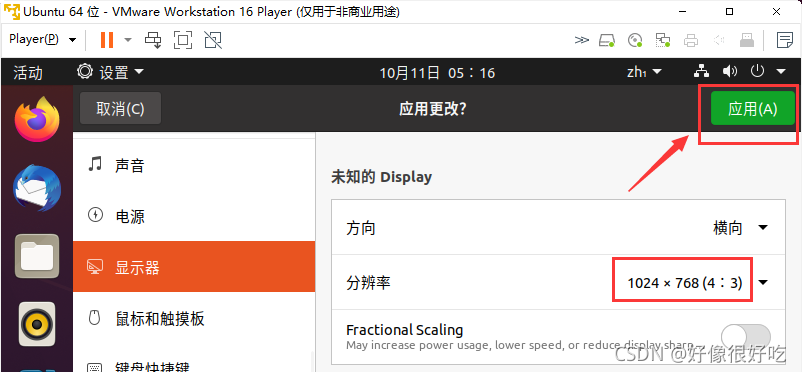 Ubuntu 64 位 - VMware Workstation 16 Player (仅用于非商业用途)
Player(P)
活动 设置 10月11日 05：16 zh₁
取消(C) 应用更改? 应用(A)
声音
电源
显示器
鼠标和触摸板
键盘快捷键
未知的 Display
方向 横向
分辨率 1024 × 768 (4：3)
Fractional Scaling
May increase power usage, lower speed, or reduce display sharp...
CSDN @好像很好吃